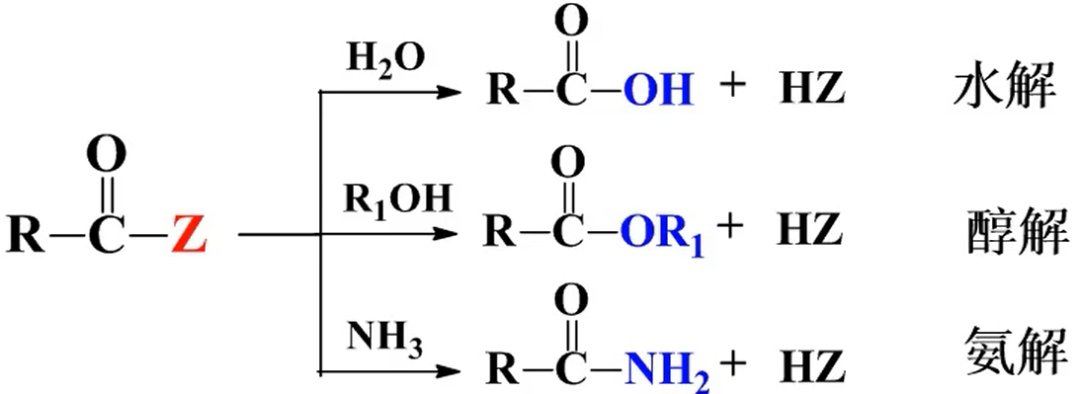 H₂O
O
R–C–OH + HZ 水解
O
R–C–Z
R₁OH
O
R–C–OR₁ + HZ 醇解
NH₃
O
R–C–NH₂ + HZ 氨解